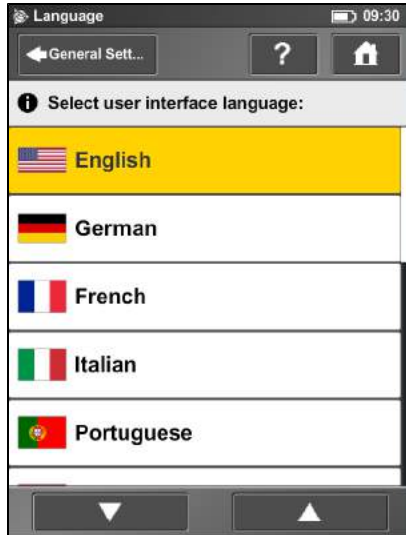 Language 09:30
General Sett...
?
Select user interface language:
English
German
French
Italian
Portuguese